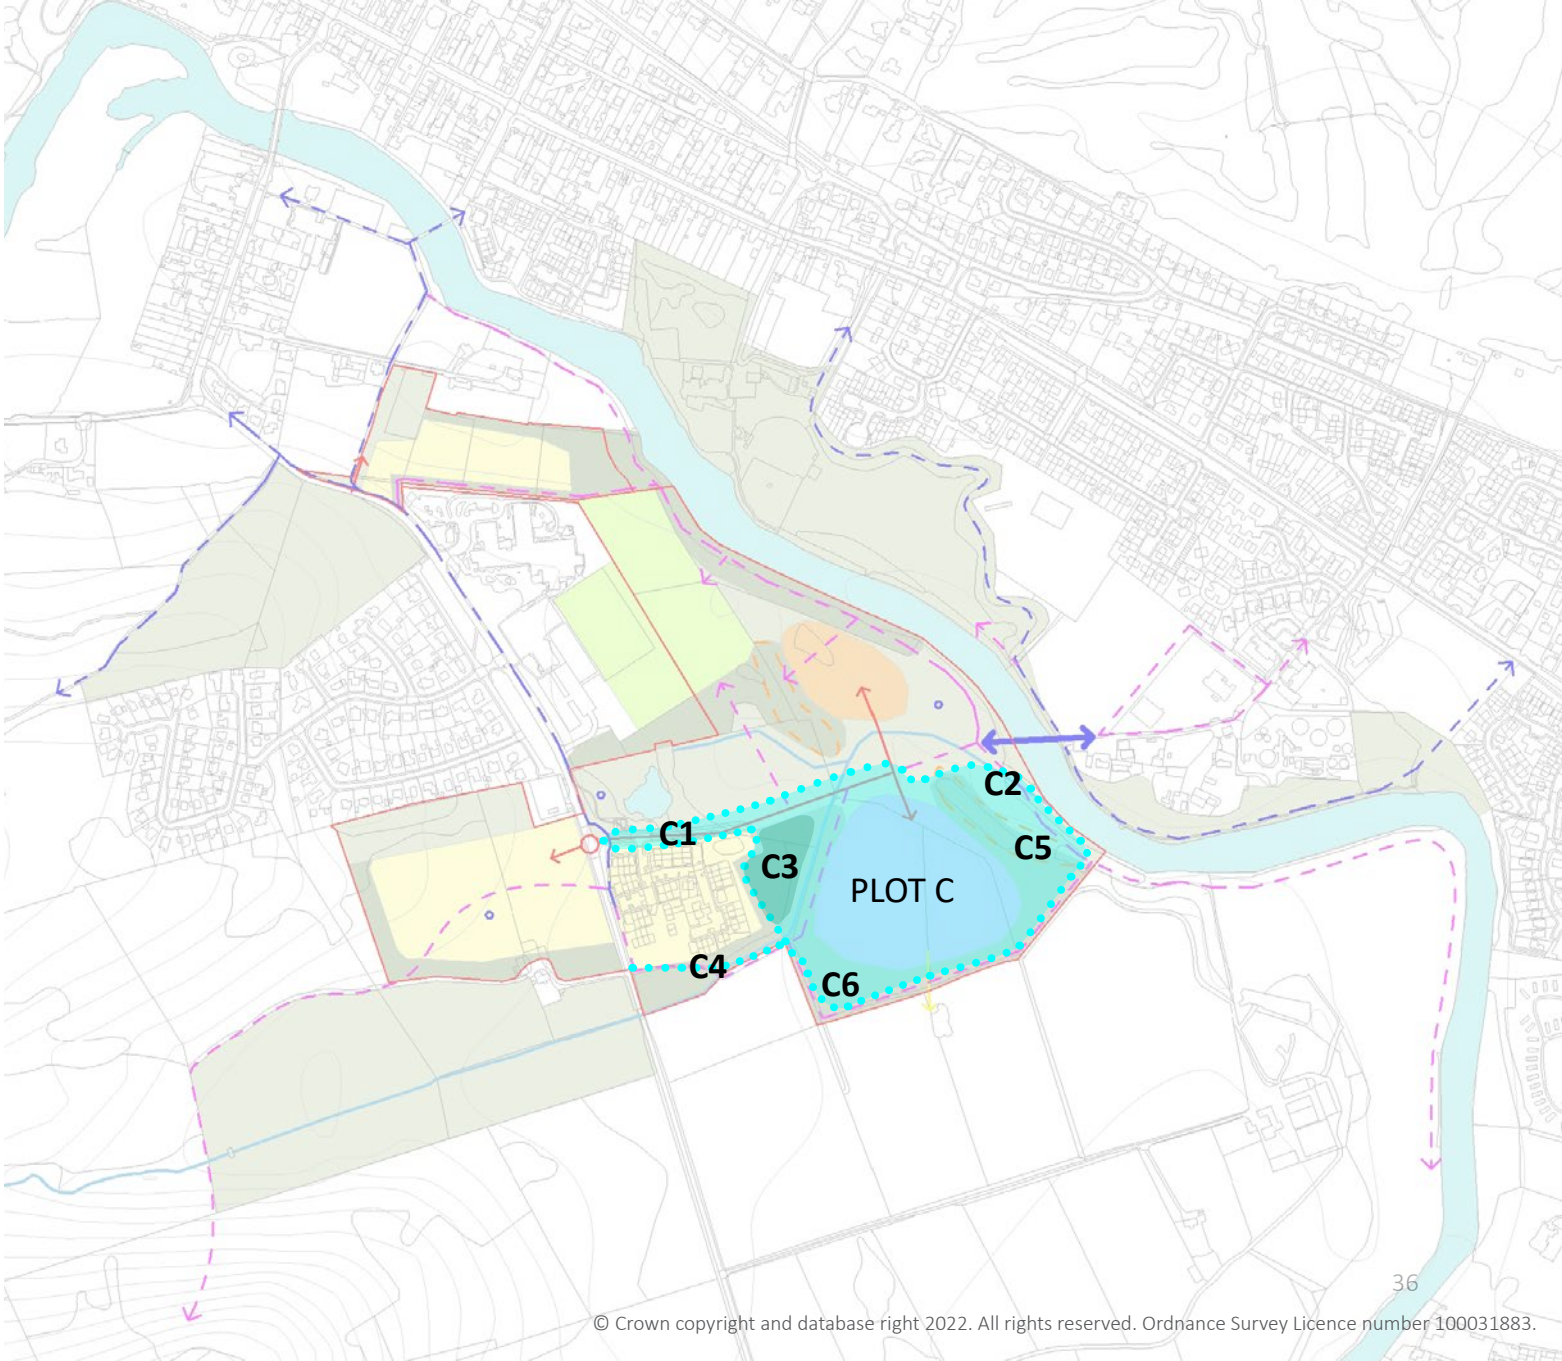 C2
C1
C5
C3
PLOT C
C4
C6
36
© Crown copyright and database right 2022. All rights reserved. Ordnance Survey Licence number 100031883.